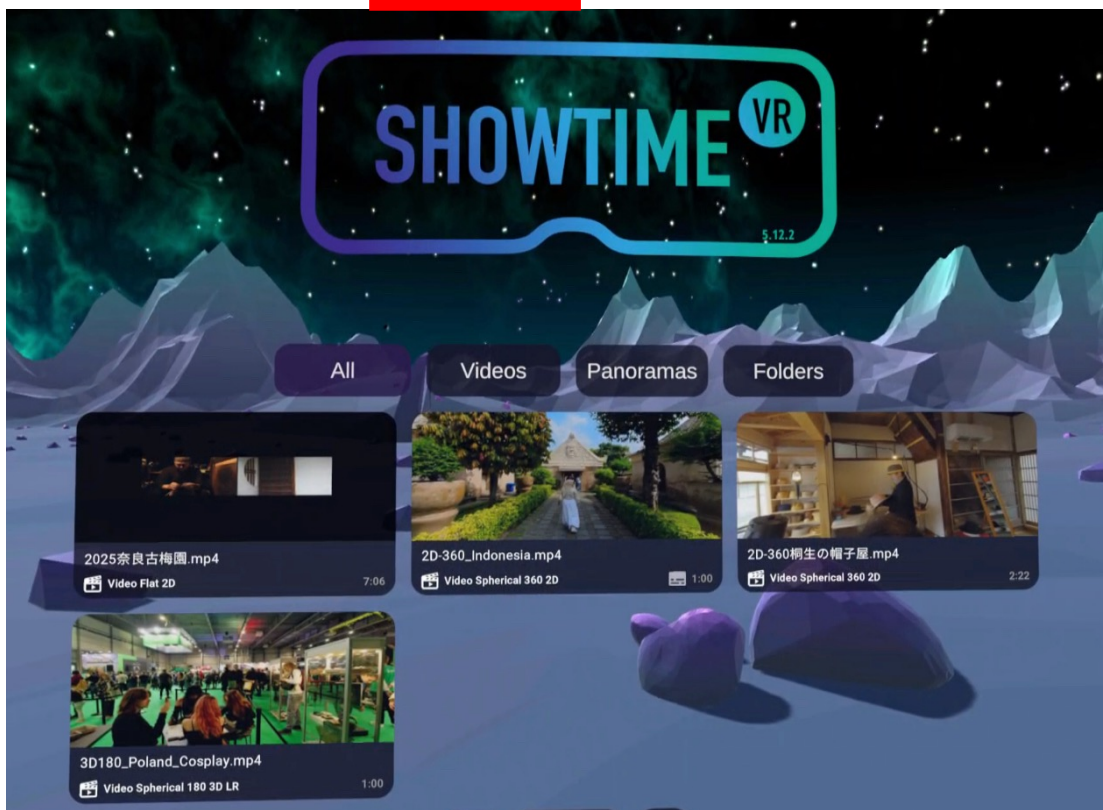 SHOWTIME VR
5.12.2
All Videos Panoramas Folders
2025奈良古梅園.mp4
Video Flat 2D 7:06
2D-360_Indonesia.mp4
Video Spherical 360 2D 1:00
2D-360桐生の帽子屋.mp4
Video Spherical 360 2D 2:22
3D180_Poland_Cosplay.mp4
Video Spherical 180 3D LR 1:00